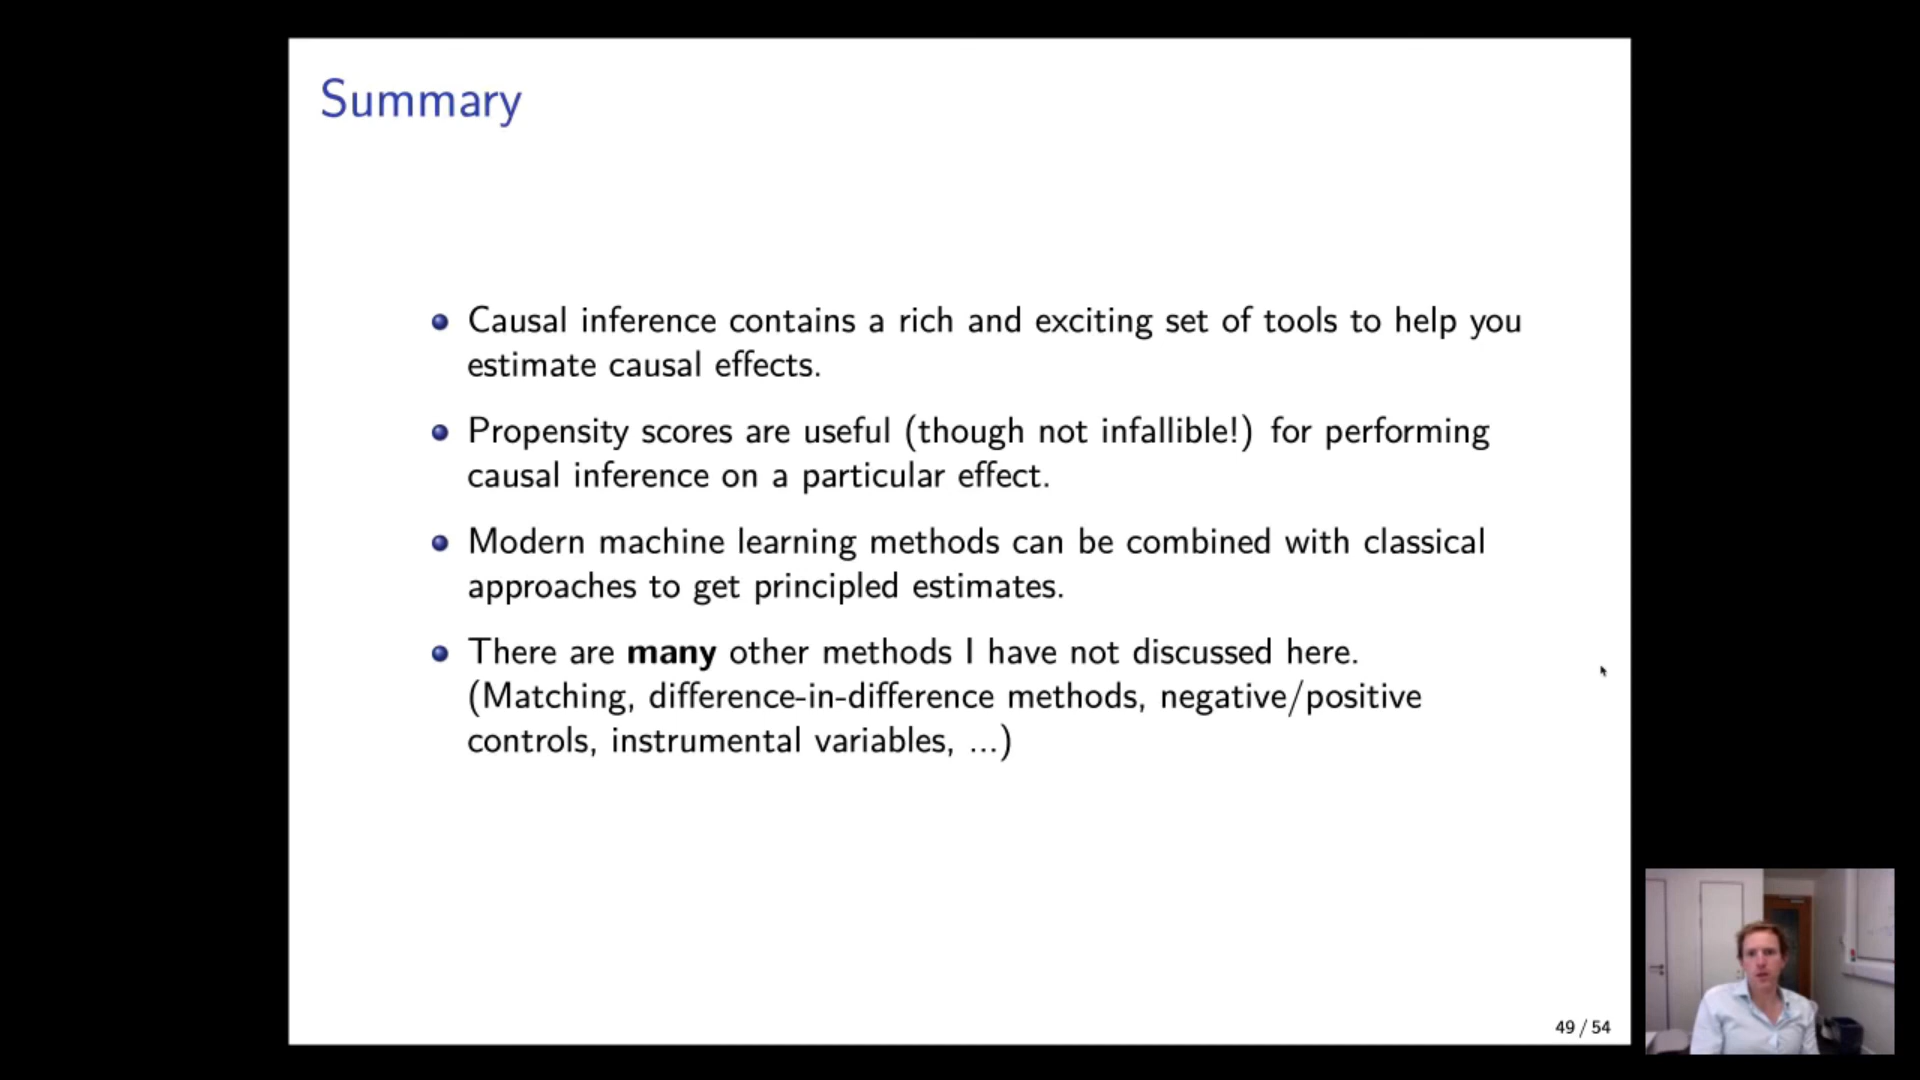 Summary
Causal inference contains a rich and exciting set of tools to help you
estimate causal effects.
Propensity scores are useful (though not infallible!) for performing
causal inference on a particular effect.
Modern machine learning methods can be combined with classical
approaches to get principled estimates.
There are many other methods I have not discussed here.
(Matching, difference-in-difference methods, negative/positive
controls, instrumental variables, ...)
49 / 54